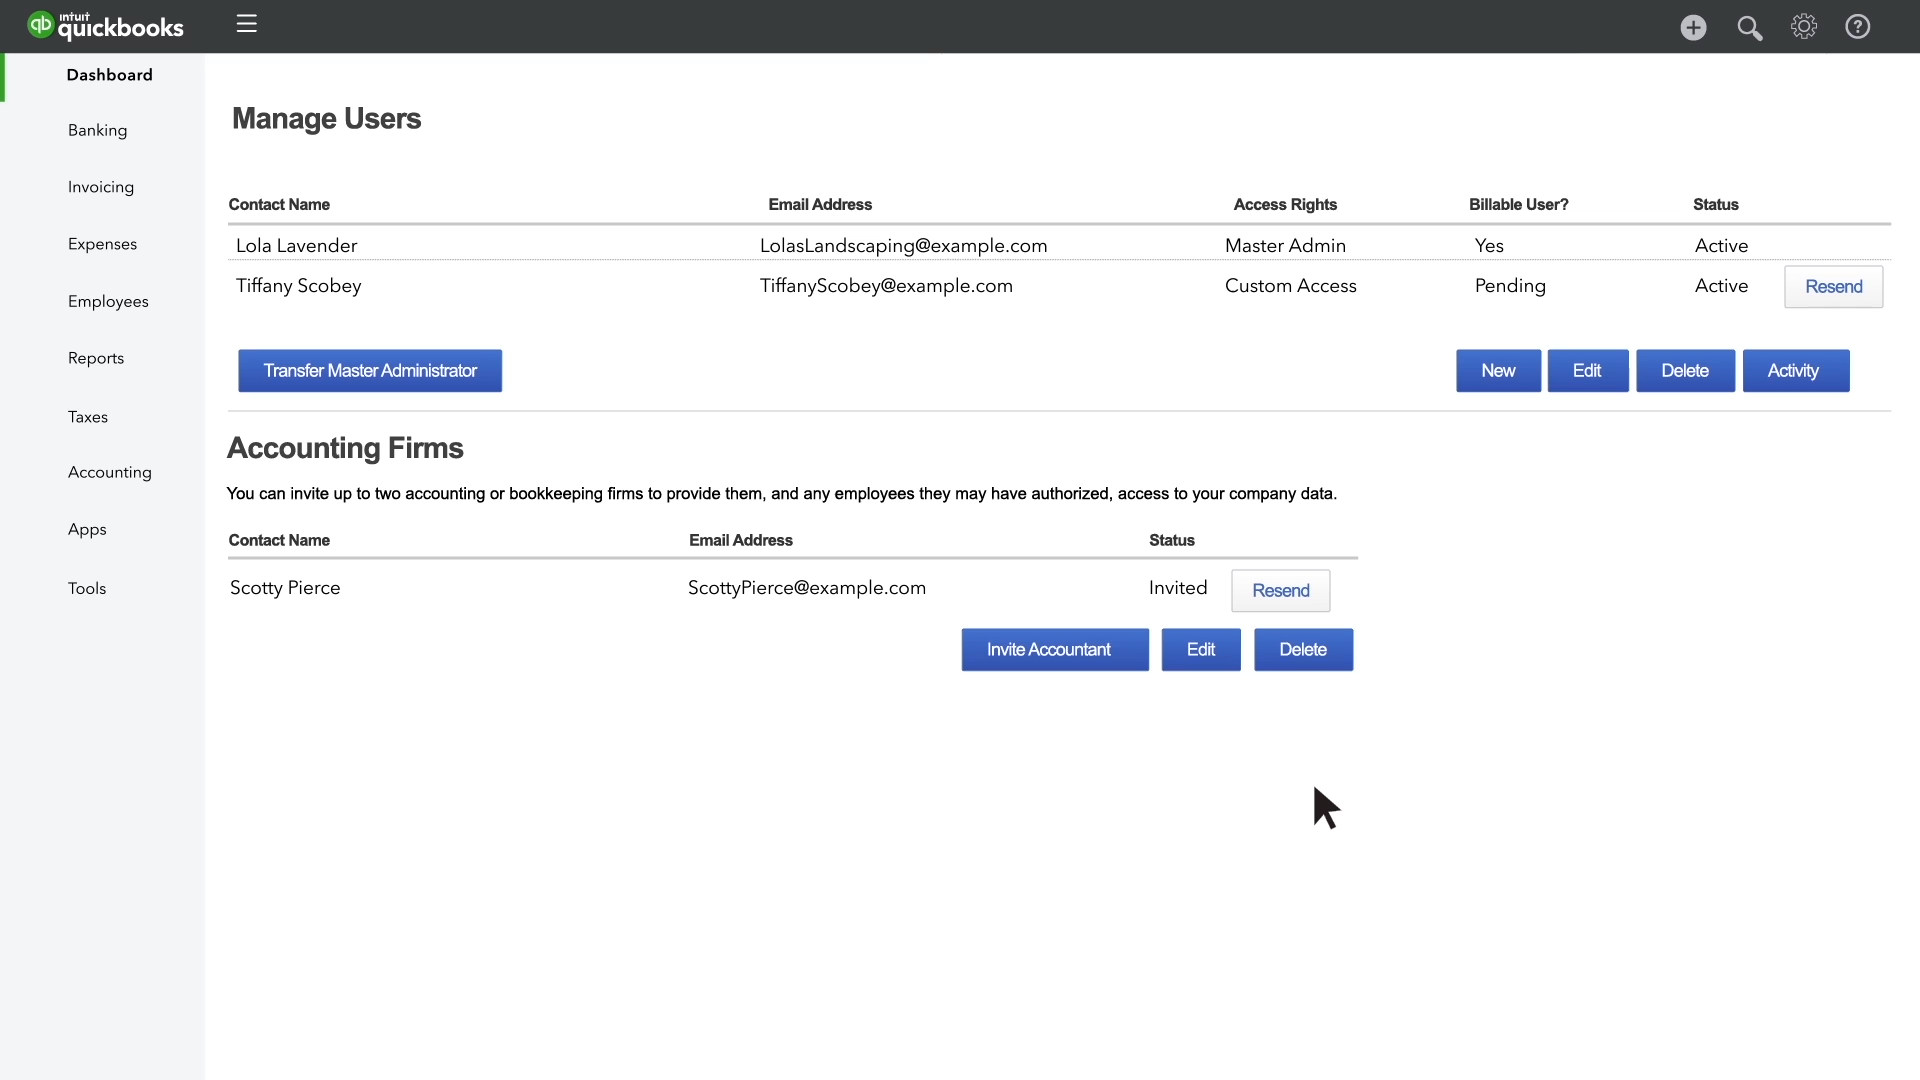 intuit
quickbooks
Dashboard
Banking
Invoicing
Expenses
Employees
Reports
Taxes
Accounting
Apps
Tools
Manage Users
Contact Name Email Address Access Rights Billable User? Status
Lola Lavender LolasLandscaping@example.com Master Admin Yes Active
Tiffany Scobey TiffanyScobey@example.com Custom Access Pending Active Resend
Transfer Master Administrator New Edit Delete Activity
Accounting Firms
You can invite up to two accounting or bookkeeping firms to provide them, and any employees they may have authorized, access to your company data.
Contact Name Email Address Status
Scotty Pierce ScottyPierce@example.com Invited Resend
Invite Accountant Edit Delete